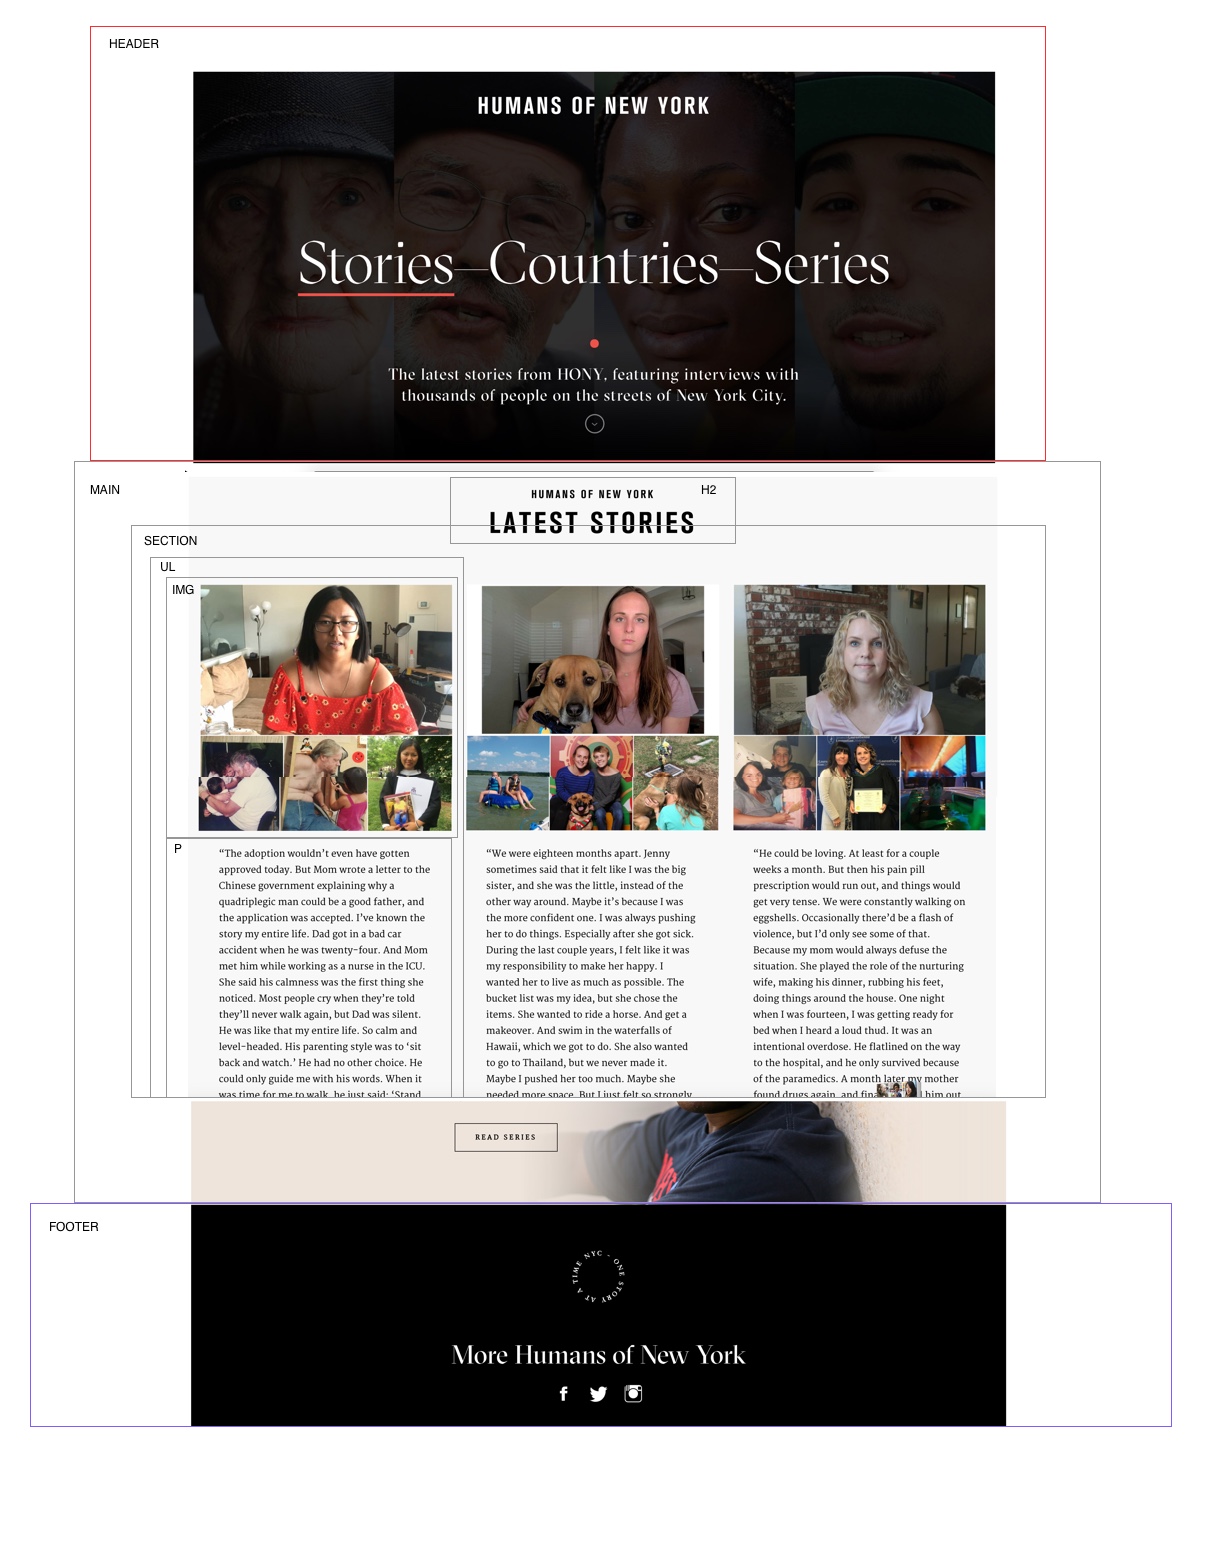 HEADER
HUMANS OF NEW YORK
Stories—Countries—Series
The latest stories from HONY, featuring interviews with
thousands of people on the streets of New York City.
MAIN
HUMANS OF NEW YORK
H2
LATEST STORIES
SECTION
UL
IMG
P
“The adoption wouldn’t even have gotten
approved today. But Mom wrote a letter to the
Chinese government explaining why a
quadriplegic man could be a good father, and
the application was accepted. I’ve known the
story my entire life. Dad got in a bad car
accident when he was twenty-four. And Mom
met him while working as a nurse in the ICU.
She said his calmness was the first thing she
noticed. Most people cry when they’re told
they’ll never walk again, but Dad was silent.
He was like that my entire life. So calm and
level-headed. His parenting style was to ‘sit
back and watch.’ He had no other choice. He
could only guide me with his words. When it
was time for me to walk, he just said: ‘Stand
“We were eighteen months apart. Jenny
sometimes said that it felt like I was the big
sister, and she was the little, instead of the
other way around. Maybe it’s because I was
the more confident one. I was always pushing
her to do things. Especially after she got sick.
During the last couple years, I felt like it was
my responsibility to make her happy. I
wanted her to live as much as possible. The
bucket list was my idea, but she chose the
items. She wanted to ride a horse. And get a
makeover. And swim in the waterfalls of
Hawaii, which we got to do. She also wanted
to go to Thailand, but we never made it.
Maybe I pushed her too much. Maybe she
needed more space. But I just felt so strongly
“He could be loving. At least for a couple
weeks a month. But then his pain pill
prescription would run out, and things would
get very tense. We were constantly walking on
eggshells. Occasionally there’d be a flash of
violence, but I’d only see some of that.
Because my mom would always defuse the
situation. She played the role of the nurturing
wife, making his dinner, rubbing his feet,
doing things around the house. One night
when I was fourteen, I was getting ready for
bed when I heard a loud thud. It was an
intentional overdose. He flatlined on the way
to the hospital, and he only survived because
of the paramedics. A month later my mother
found drugs again, and him out
READ SERIES
FOOTER
TIME NYC - ONE STORY AT A
More Humans of New York